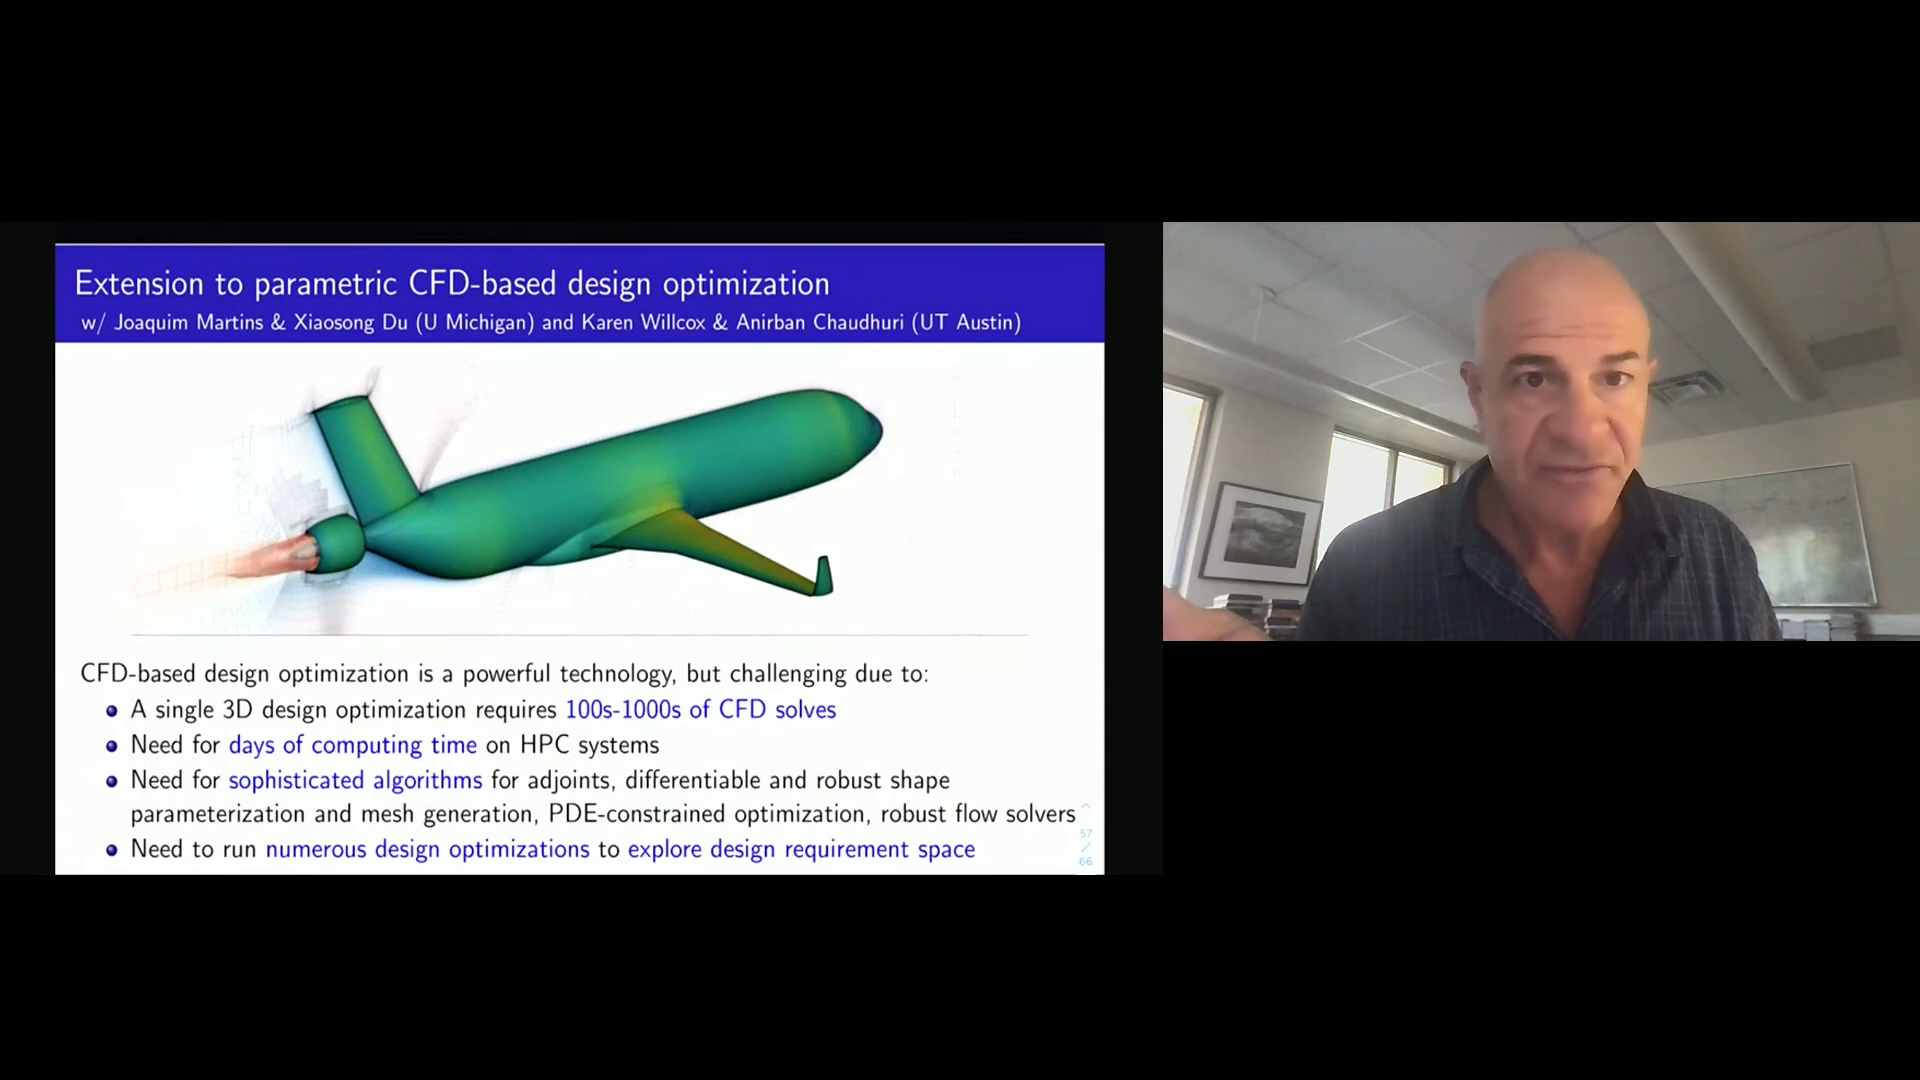 Extension to parametric CFD-based design optimization
w/ Joaquim Martins & Xiaosong Du (U Michigan) and Karen Willcox & Anirban Chaudhuri (UT Austin)
CFD-based design optimization is a powerful technology, but challenging due to:
A single 3D design optimization requires 100s-1000s of CFD solves
Need for days of computing time on HPC systems
Need for sophisticated algorithms for adjoints, differentiable and robust shape
parameterization and mesh generation, PDE-constrained optimization, robust flow solvers
Need to run numerous design optimizations to explore design requirement space
57
/
66